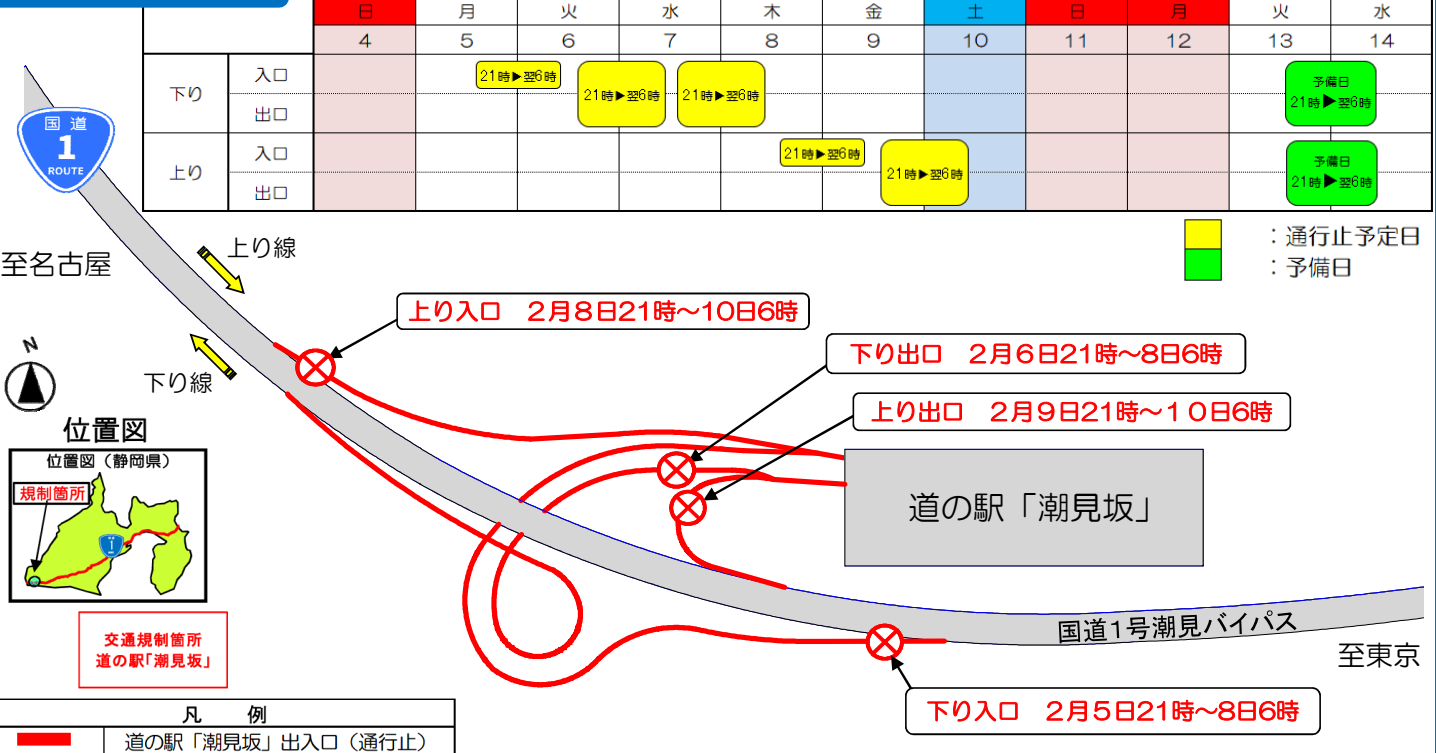 日 月 火 水 木 金 土 日 月 火 水
4 5 6 7 8 9 10 11 12 13 14
下り
入口
出口
21時▶翌6時
21時▶翌6時
21時▶翌6時
予備日
21時▶翌6時
上り
入口
出口
21時▶翌6時
21時▶翌6時
予備日
21時▶翌6時
：通行止予定日
：予備日
国 道
1
ROUTE
至名古屋
上り線
下り線
上り入口　2月8日21時～10日6時
下り出口　2月6日21時～8日6時
上り出口　2月9日21時～10日6時
道の駅「潮見坂」
国道1号潮見バイパス
至東京
下り入口　2月5日21時～8日6時
N
位置図
位置図（静岡県）
規制箇所
1
交通規制箇所
道の駅「潮見坂」
凡　例
道の駅「潮見坂」出入口（通行止）